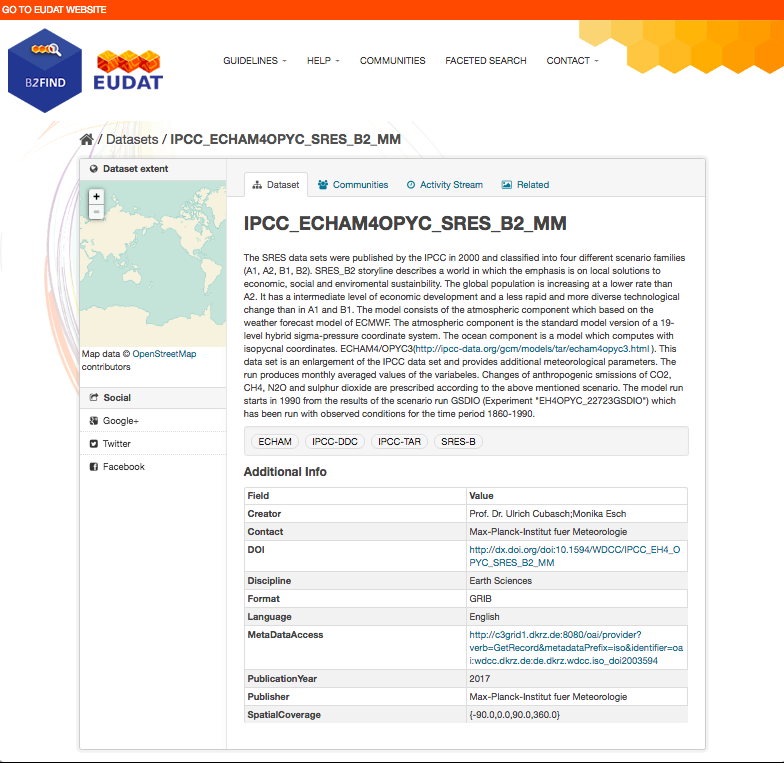 GO TO EUDAT WEBSITE
B2FIND
EUDAT
GUIDELINES
HELP
COMMUNITIES
FACETED SEARCH
CONTACT
/ Datasets / IPCC_ECHAM4OPYC_SRES_B2_MM
Dataset extent
+
−
Map data © OpenStreetMap
contributors
Social
Google+
Twitter
Facebook
Dataset
Communities
Activity Stream
Related
IPCC_ECHAM4OPYC_SRES_B2_MM
The SRES data sets were published by the IPCC in 2000 and classified into four different scenario families
(A1, A2, B1, B2). SRES_B2 storyline describes a world in which the emphasis is on local solutions to
economic, social and enviromental sustainbility. The global population is increasing at a lower rate than
A2. It has a intermediate level of economic development and a less rapid and more diverse technological
change than in A1 and B1. The model consists of the atmospheric component which based on the
weather forecast model of ECMWF. The atmospheric component is the standard model version of a 19-
level hybrid sigma-pressure coordinate system. The ocean component is a model which computes with
isopycnal coordinates. ECHAM4/OPYC3(http://ipcc-data.org/gcm/models/tar/echam4opyc3.html ). This
data set is an enlargement of the IPCC data set and provides additional meteorological parameters. The
run produces monthly averaged values of the variabeles. Changes of anthropogenic smissions of CO2,
CH4, N2O and sulphur dioxide are prescribed according to the above mentioned scenario. The model run
starts in 1990 from the results of the scenario run GSDIO (Experiment "EH4OPYC_22723GSDIO") which
has been run with observed conditions for the time period 1860-1990.
ECHAM
IPCC-DDC
IPCC-TAR
SRES-B
Additional Info
Field Value
Creator Prof. Dr. Ulrich Cubasch;Monika Esch
Contact Max-Planck-Institut fuer Meteorologie
DOI http://dx.doi.org/doi:10.1594/WDCC/IPCC_EH4_O
PYC_SRES_B2_MM
Discipline Earth Sciences
Format GRIB
Language English
MetaDataAccess http://c3grid1.dkrz.de:8080/oai/provider?
verb=GetRecord&metadataPrefix=iso&identifier=oa
i:wdcc.dkrz.de:de.dkrz.wdcc.iso_doi2003594
PublicationYear 2017
Publisher Max-Planck-Institut fuer Meteorologie
SpatialCoverage {-90.0,0.0,90.0,360.0}